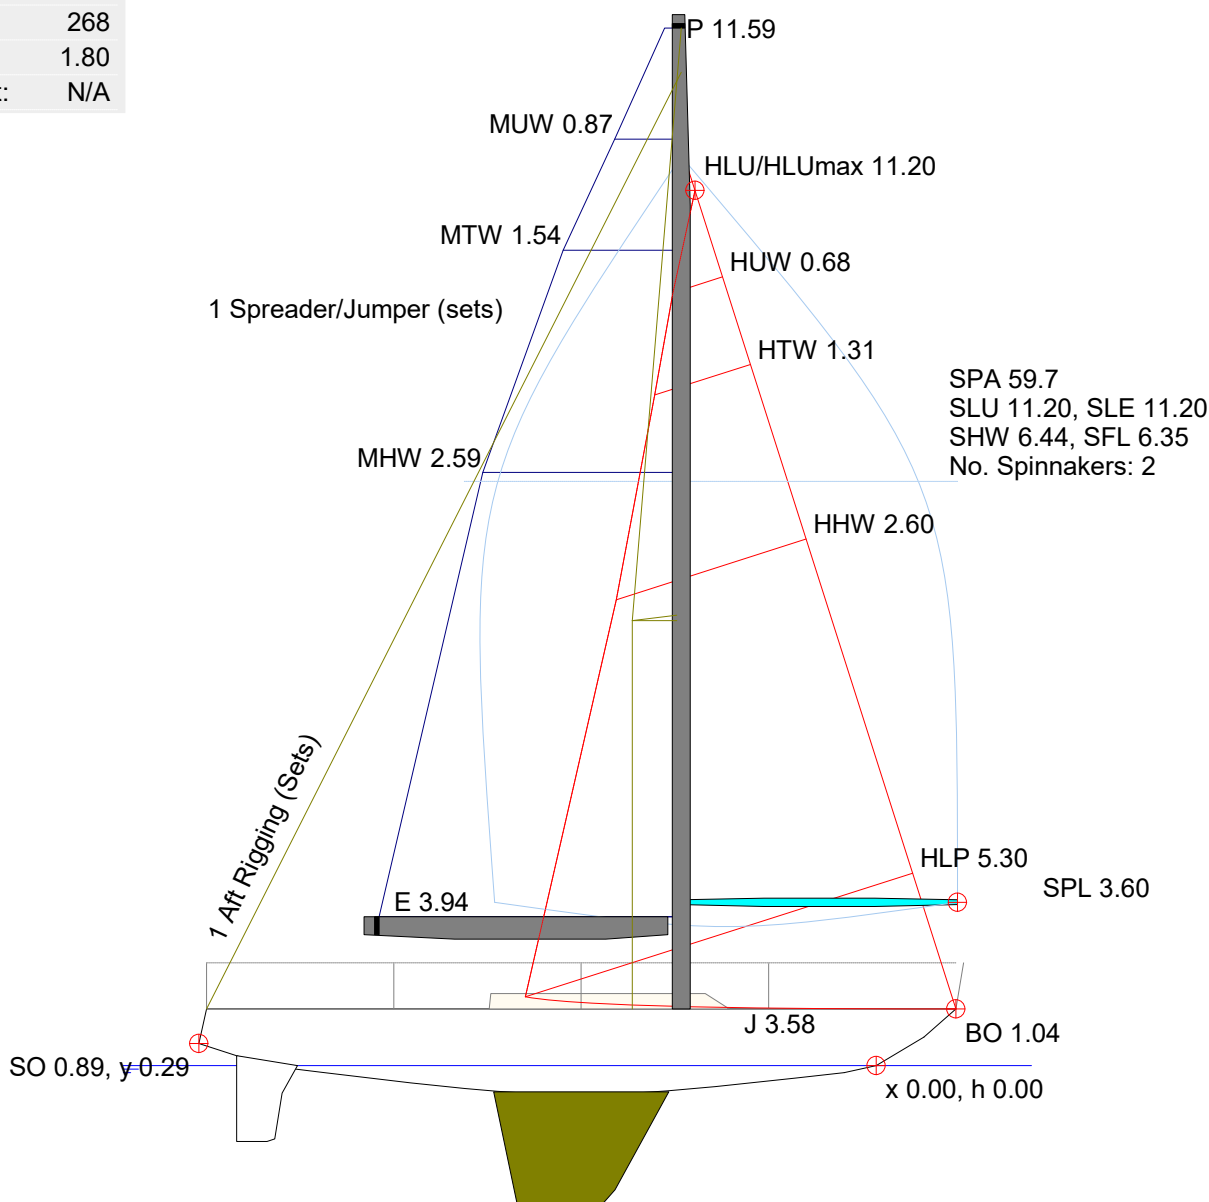 268
1.80
t: N/A
P 11.59
MUW 0.87
HLU/HLUmax 11.20
MTW 1.54
HUW 0.68
1 Spreader/Jumper (sets)
HTW 1.31
SPA 59.7
SLU 11.20, SLE 11.20
SHW 6.44, SFL 6.35
No. Spinnakers: 2
MHW 2.59
HHW 2.60
1 Aft Rigging (Sets)
HLP 5.30
SPL 3.60
E 3.94
J 3.58
BO 1.04
SO 0.89, y 0.29
x 0.00, h 0.00